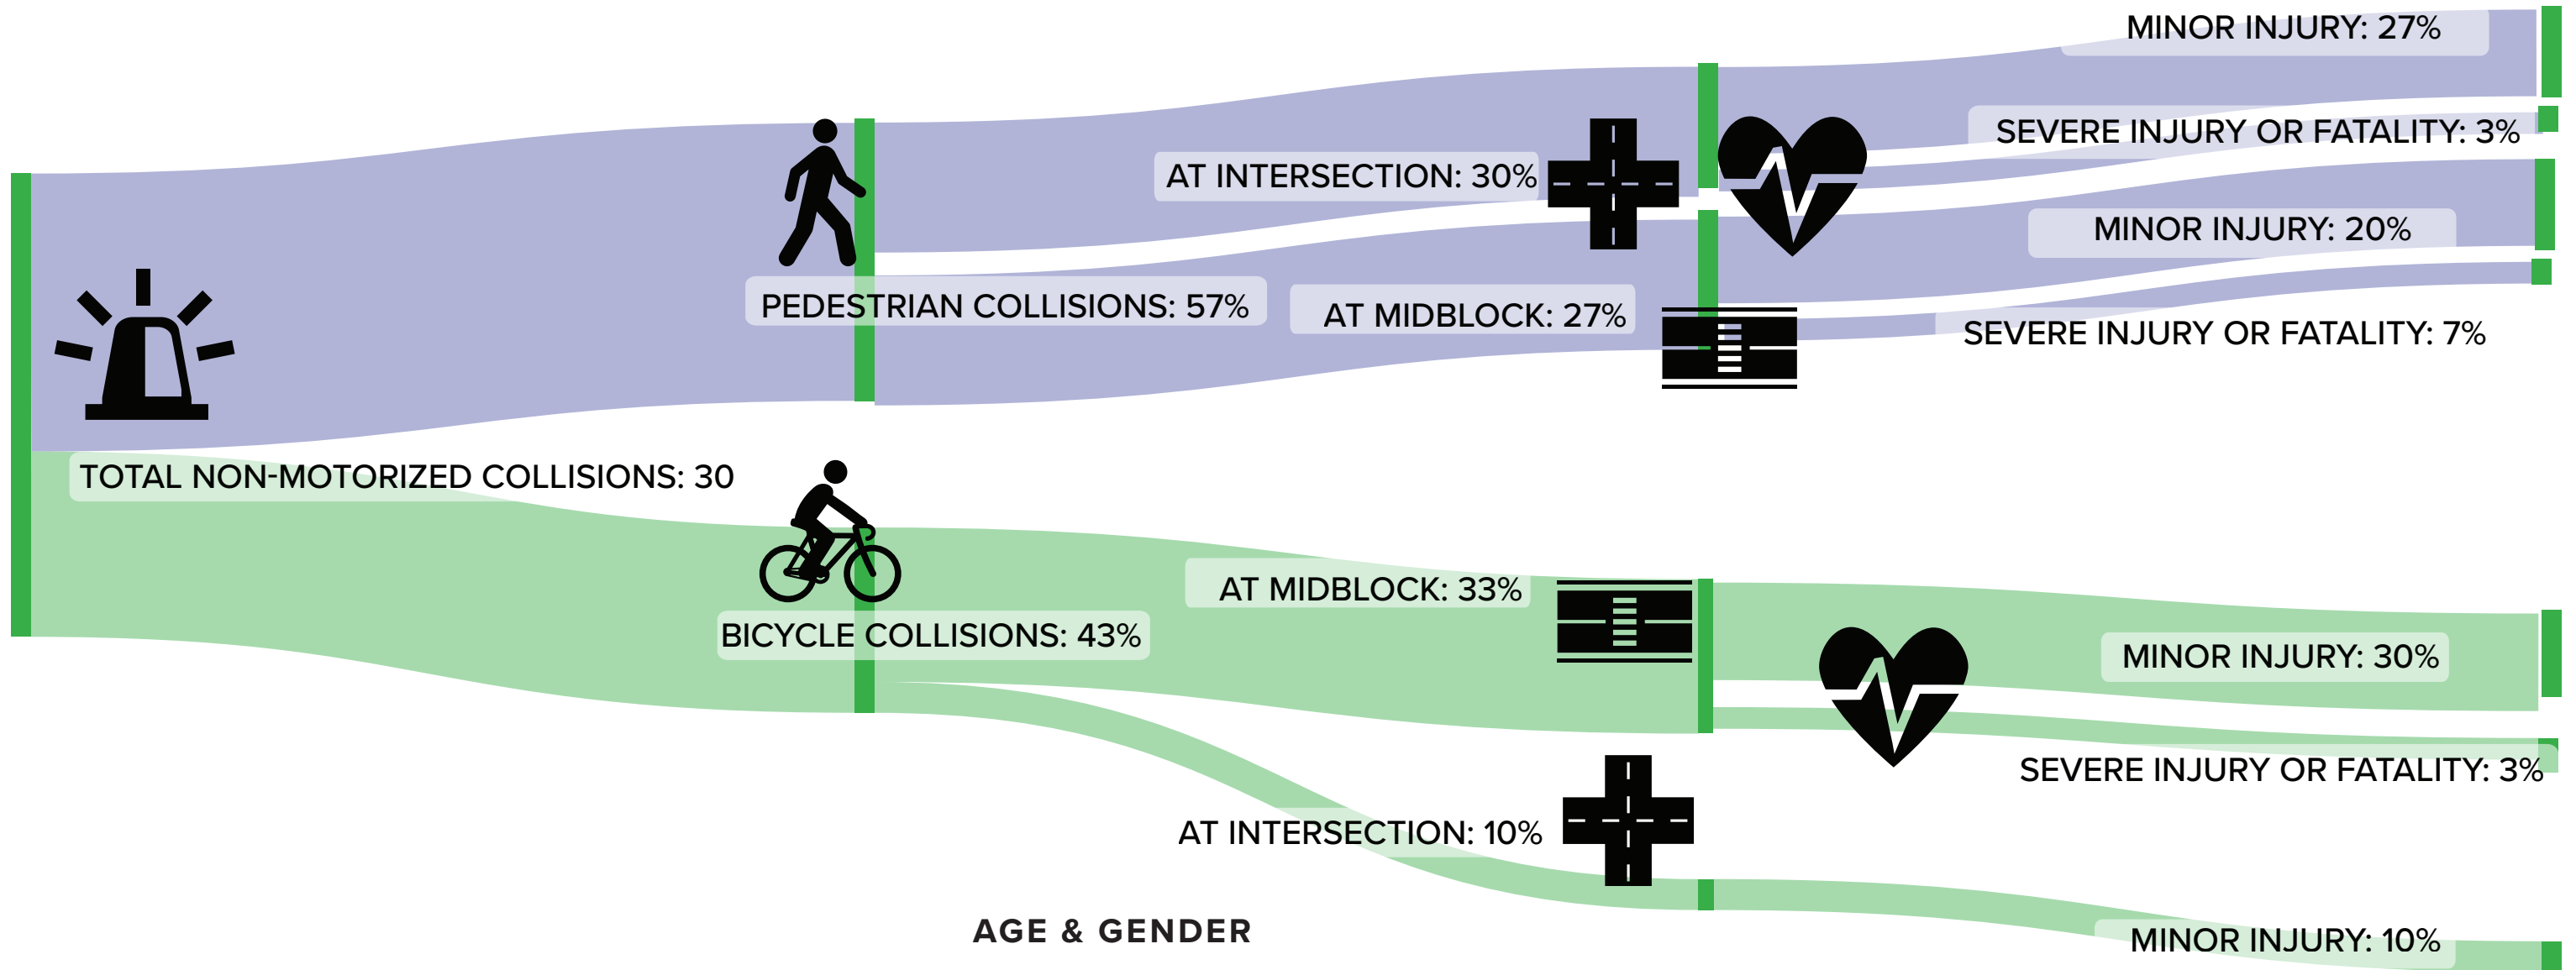 MINOR INJURY: 27%
SEVERE INJURY OR FATALITY: 3%
AT INTERSECTION: 30%
MINOR INJURY: 20%
PEDESTRIAN COLLISIONS: 57%
AT MIDBLOCK: 27%
SEVERE INJURY OR FATALITY: 7%
TOTAL NON-MOTORIZED COLLISIONS: 30
AT MIDBLOCK: 33%
BICYCLE COLLISIONS: 43%
MINOR INJURY: 30%
SEVERE INJURY OR FATALITY: 3%
AT INTERSECTION: 10%
AGE & GENDER
MINOR INJURY: 10%